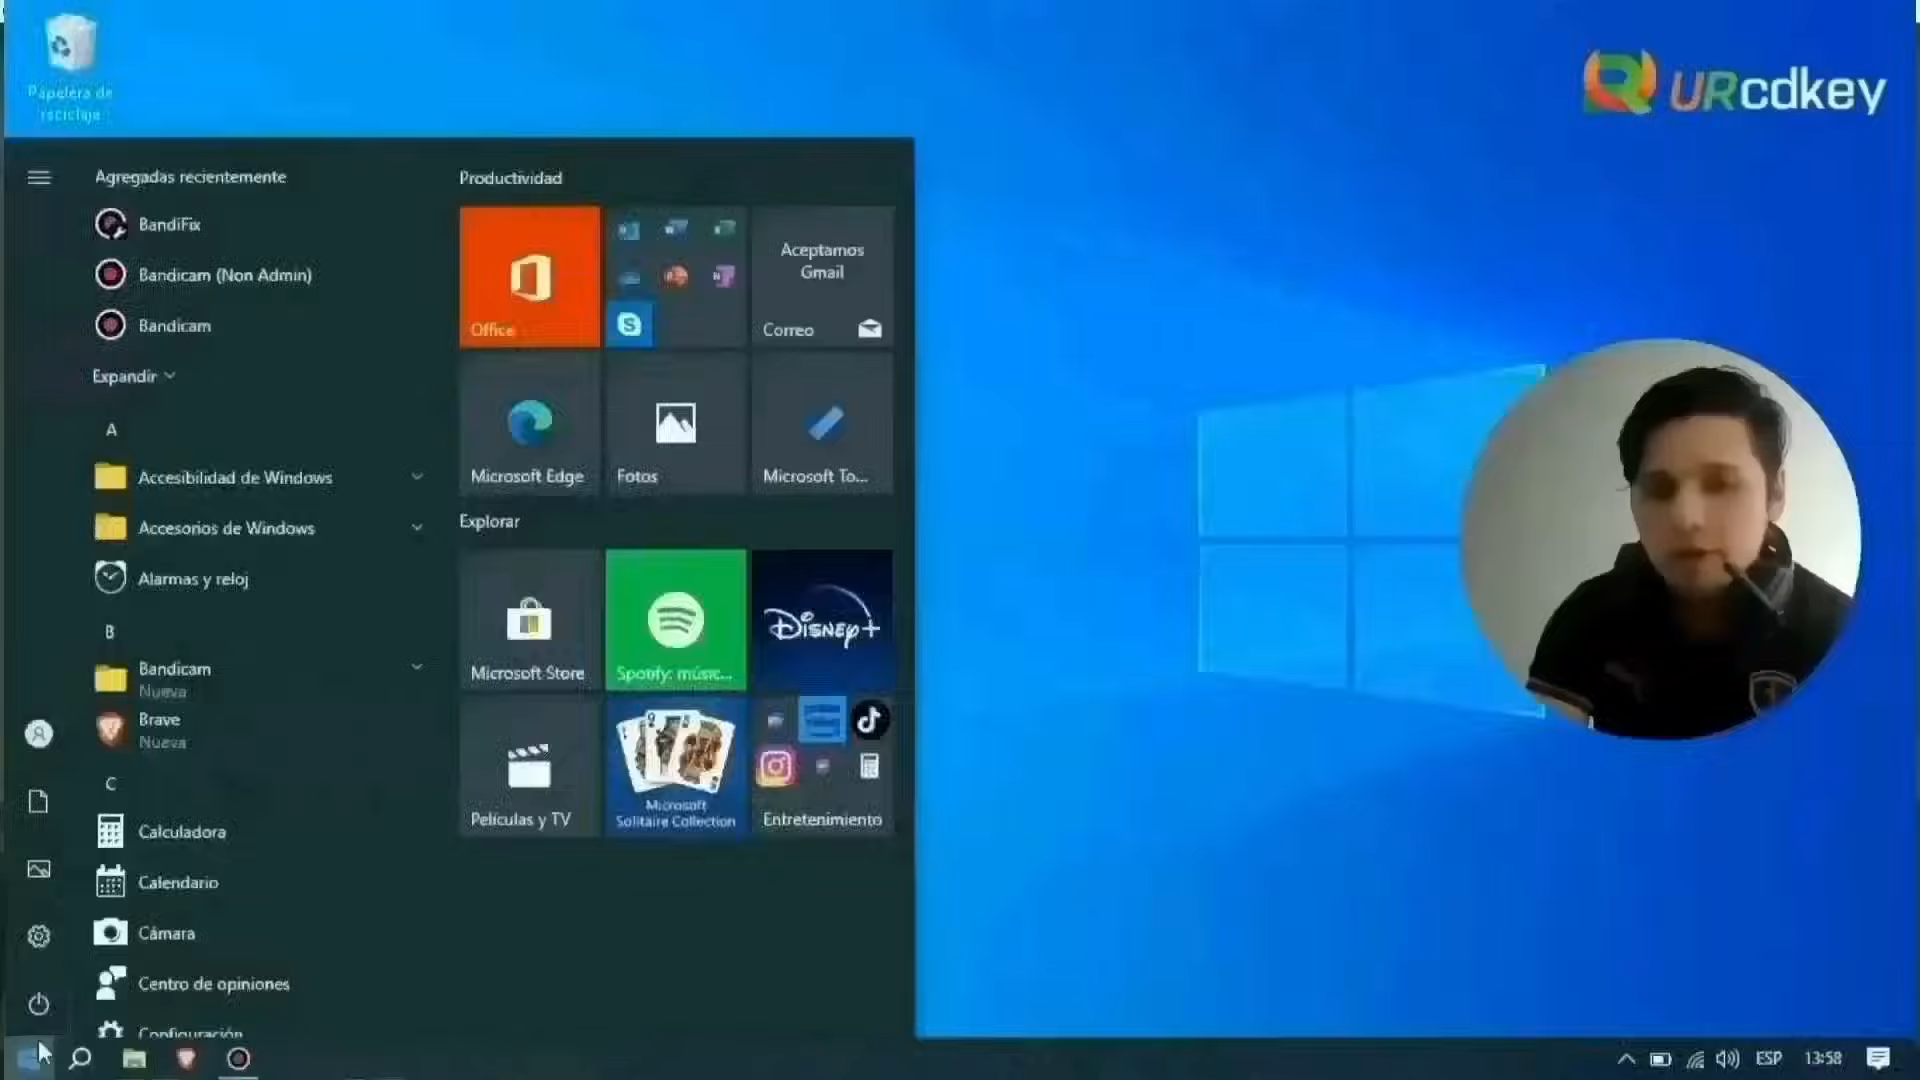 Papelera de
reciclaje
URcdkey
Agregadas recientemente
BandiFix
Bandicam (Non Admin)
Bandicam
Expandir
A
Accesibilidad de Windows
Accesorios de Windows
Alarmas y reloj
B
Bandicam
Nueva
Brave
Nueva
C
Calculadora
Calendario
Cámara
Centro de opiniones
Configuración
Productividad
Office
Aceptamos
Gmail
Correo
Microsoft Edge
Fotos
Microsoft To...
Explorar
Microsoft Store
Spotify: músic...
Disney+
Películas y TV
Microsoft
Solitaire Collection
Entretenimiento
ESP
13:58